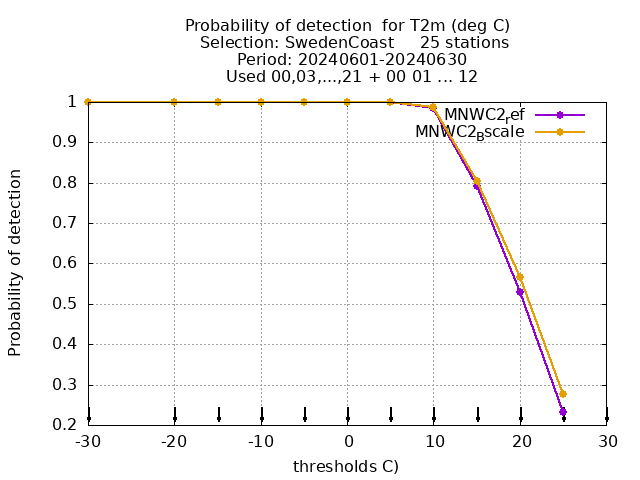 Probability of detection  for T2m (deg C)
Selection: SwedenCoast     25 stations
Period: 20240601-20240630
Used 00,03,...,21 + 00 01 ... 12
MNWC2ref
MNWC2Bscale
Probability of detection
1
0.9
0.8
0.7
0.6
0.5
0.4
0.3
0.2
-30 -20 -10 0 10 20 30
thresholds C)